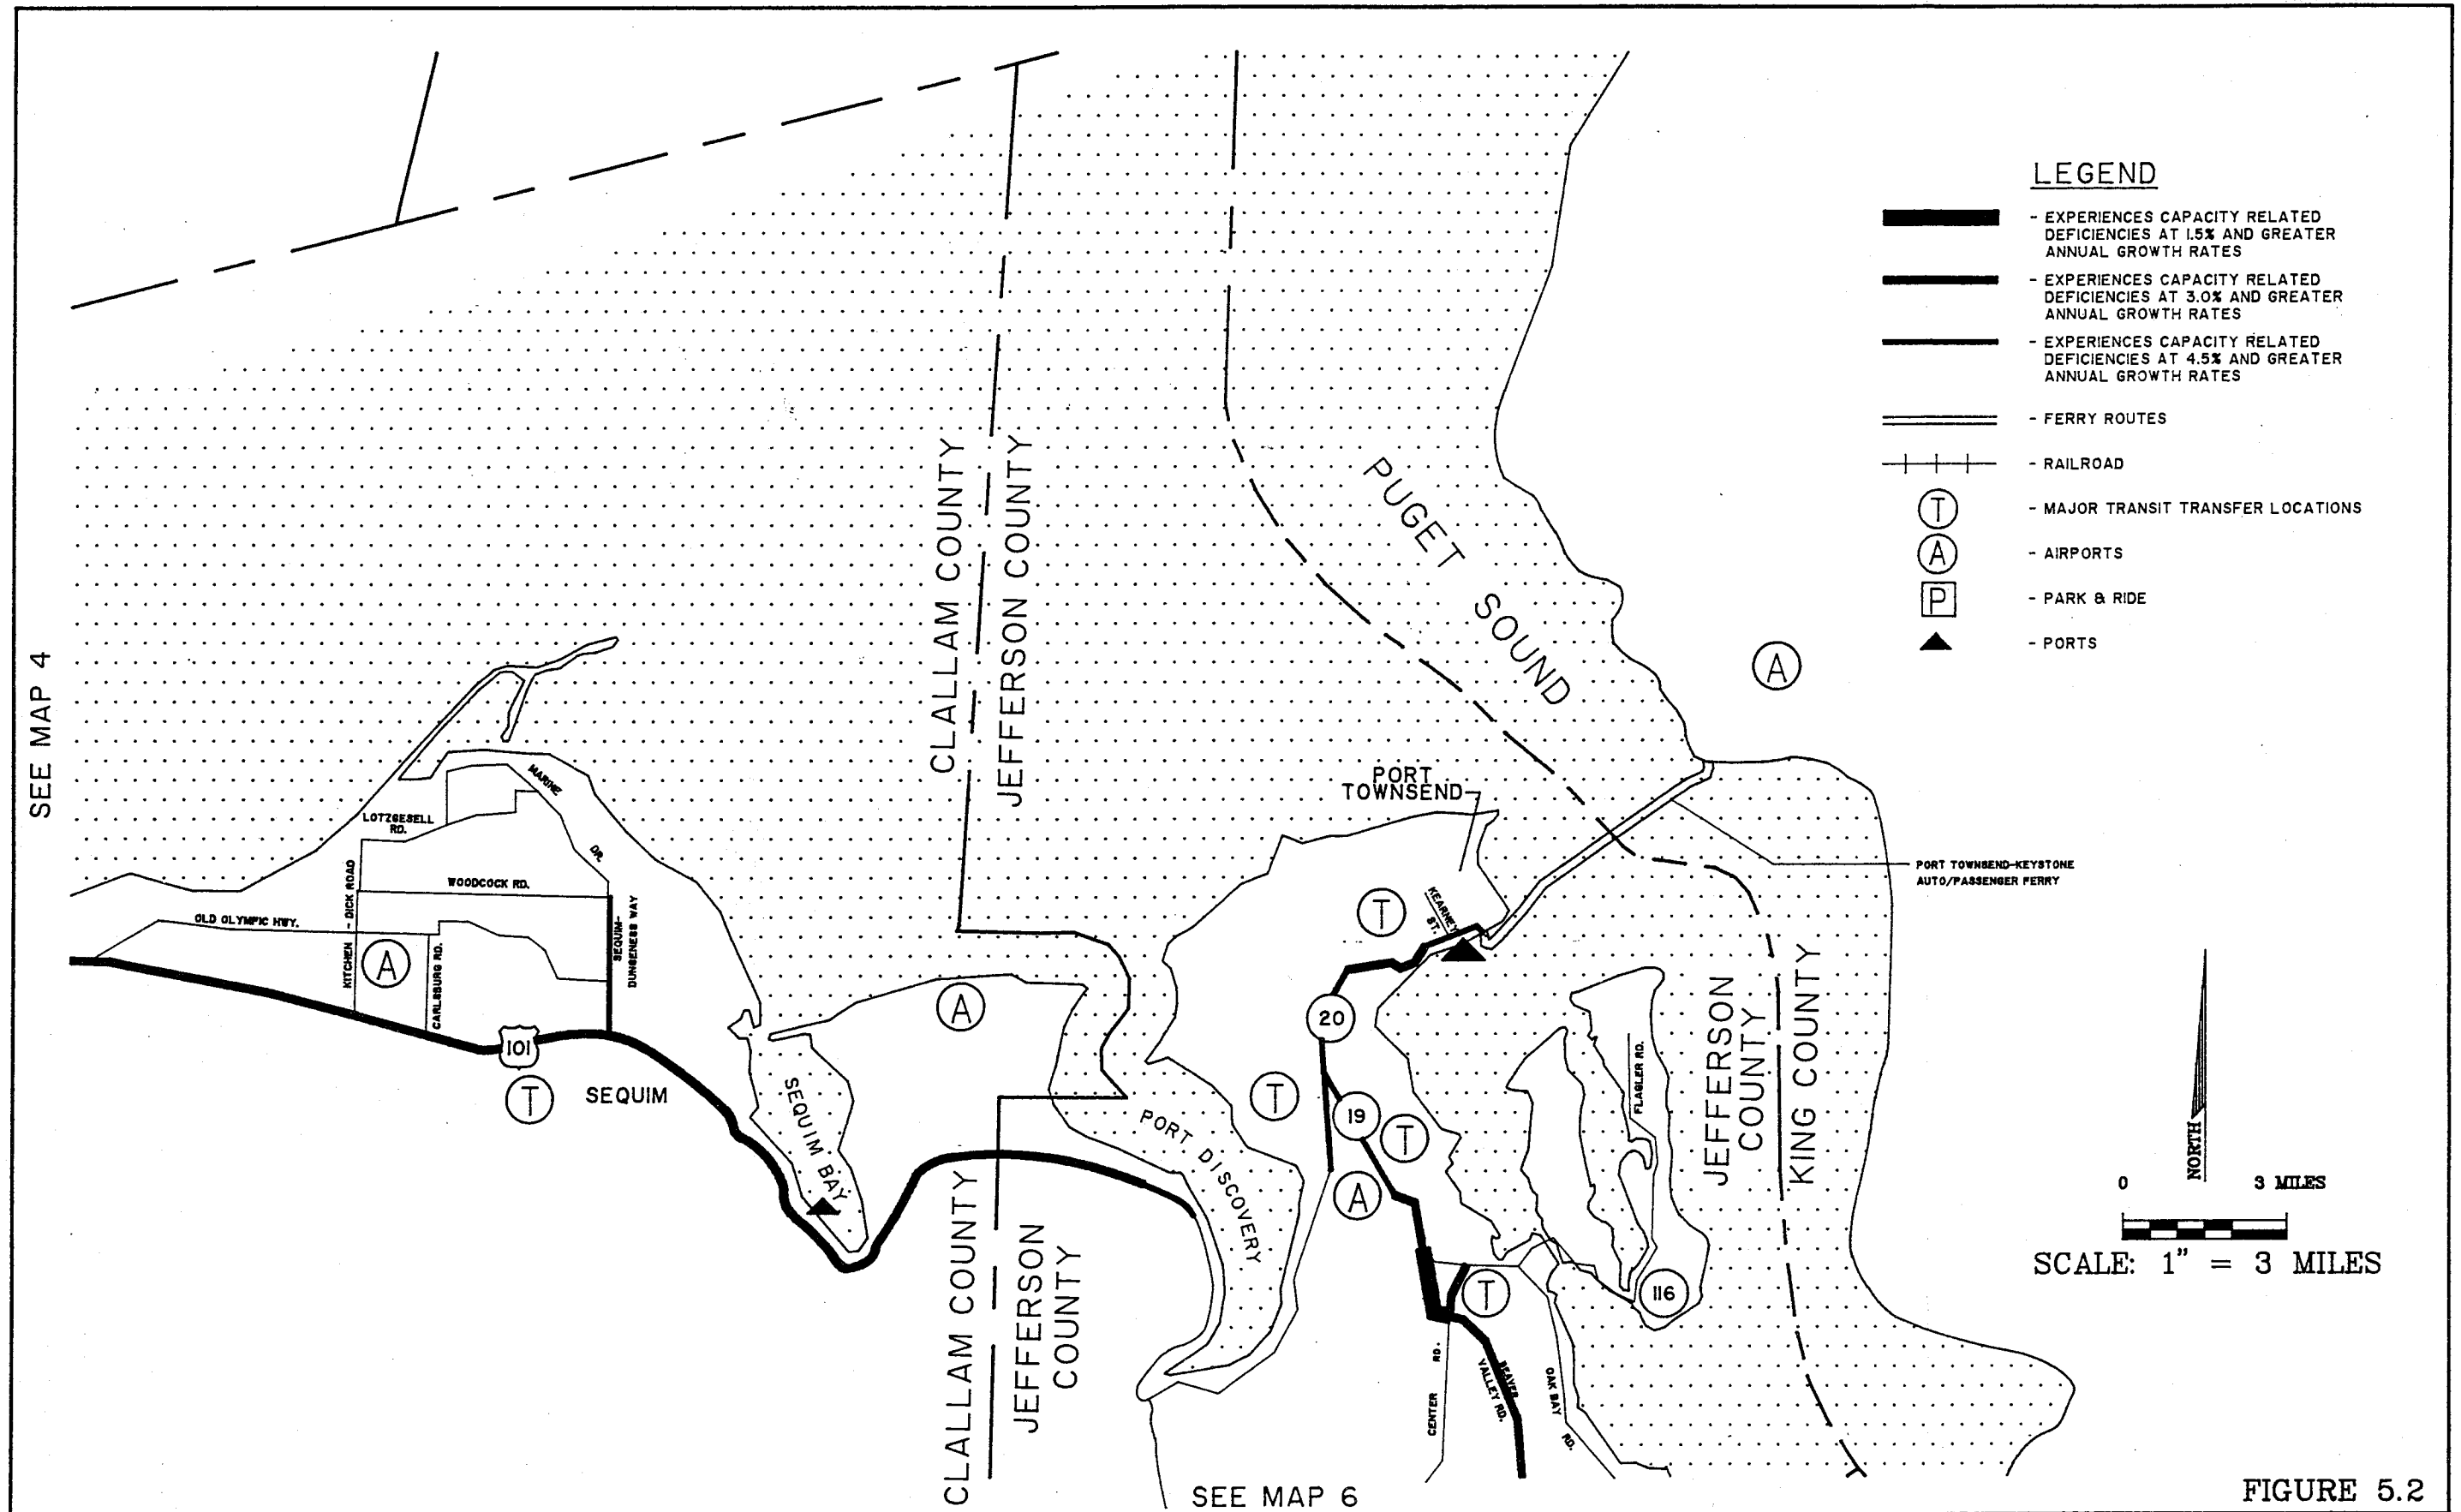 LEGEND
- EXPERIENCES CAPACITY RELATED
DEFICIENCIES AT 1.5% AND GREATER
ANNUAL GROWTH RATES
- EXPERIENCES CAPACITY RELATED
DEFICIENCIES AT 3.0% AND GREATER
ANNUAL GROWTH RATES
- EXPERIENCES CAPACITY RELATED
DEFICIENCIES AT 4.5% AND GREATER
ANNUAL GROWTH RATES
- FERRY ROUTES
- RAILROAD
T - MAJOR TRANSIT TRANSFER LOCATIONS
A - AIRPORTS
P - PARK & RIDE
- PORTS
SEE MAP 4
CLALLAM COUNTY
JEFFERSON COUNTY
PUGET SOUND
A
PORT
TOWNSEND
MARINE
DR.
LOTZGESELL
RD.
KITCHEN - DICK ROAD
WOODCOCK RD.
OLD OLYMPIC HWY.
CARLSBURG RD.
SEQUIM-
DUNGENESS WAY
A
101
T
SEQUIM
A
SEQUIM BAY
PORT DISCOVERY
T
KEARNEY
ST.
PORT TOWNSEND-KEYSTONE
AUTO/PASSENGER FERRY
20
T
19
T
A
FLAGLER RD.
JEFFERSON
COUNTY
KING COUNTY
T
116
CENTER RD.
BEAVER
VALLEY RD.
OAK BAY
RD.
CLALLAM COUNTY
JEFFERSON
COUNTY
NORTH
0 3 MILES
SCALE: 1" = 3 MILES
SEE MAP 6
FIGURE 5.2